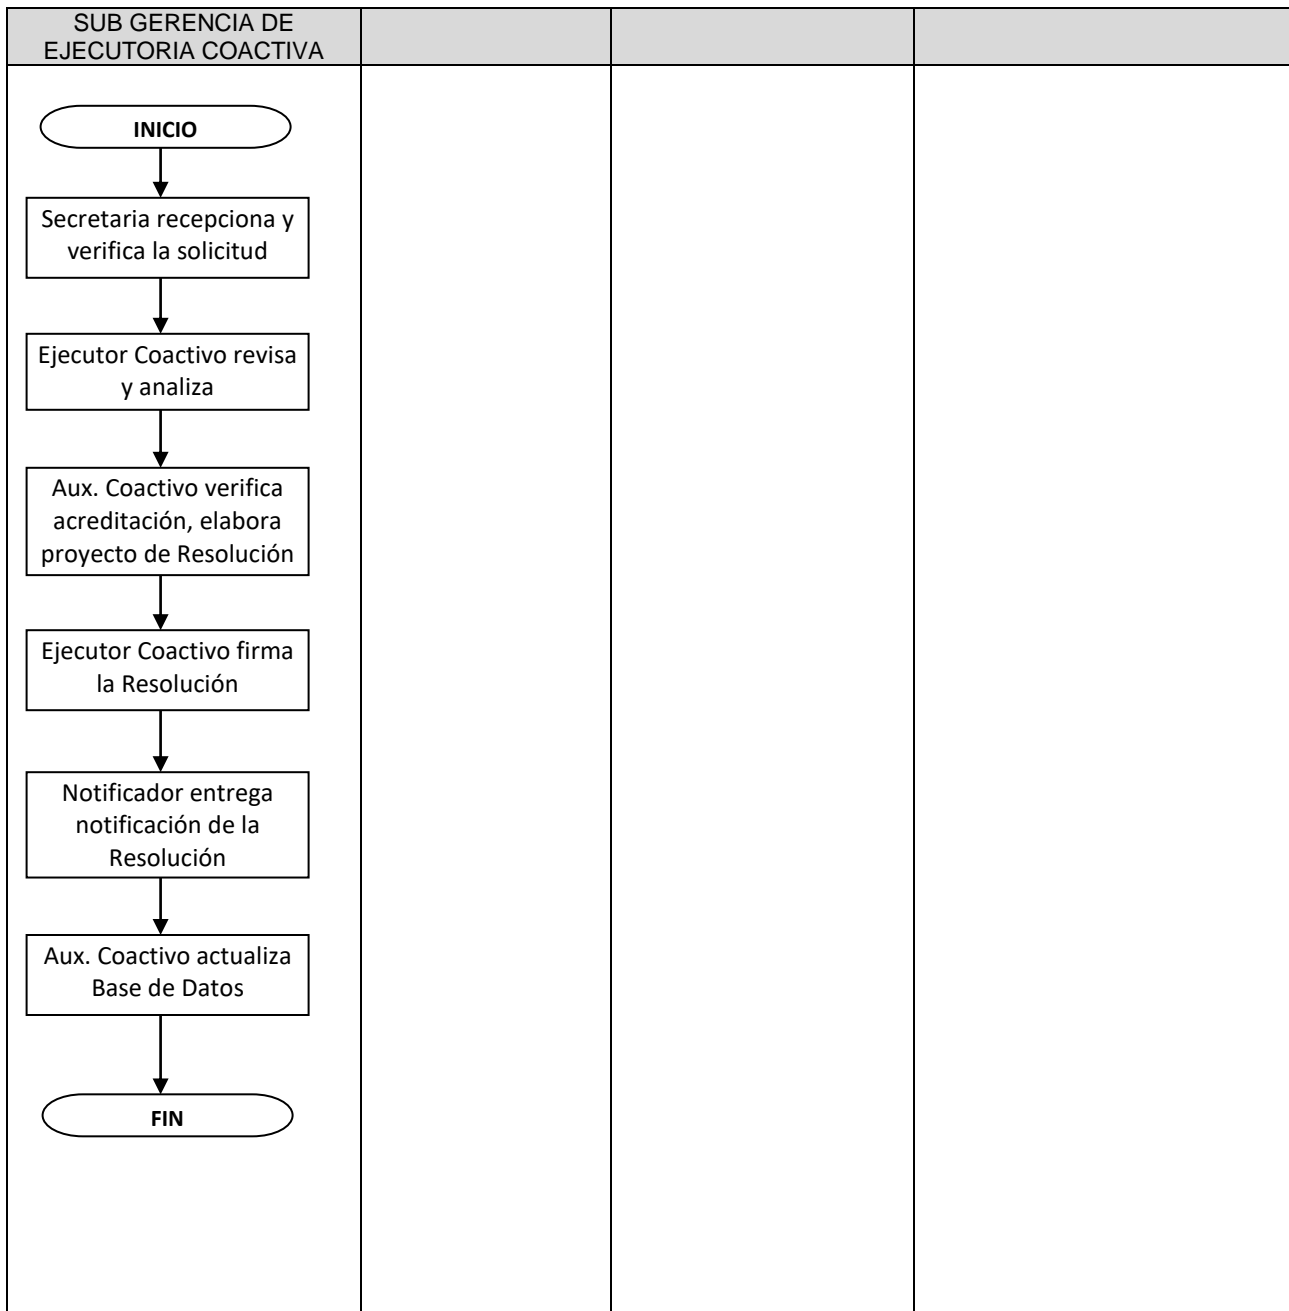 SUB GERENCIA DE
EJECUTORIA COACTIVA
INICIO
Secretaria recepciona y
verifica la solicitud
Ejecutor Coactivo revisa
y analiza
Aux. Coactivo verifica
acreditación, elabora
proyecto de Resolución
Ejecutor Coactivo firma
la Resolución
Notificador entrega
notificación de la
Resolución
Aux. Coactivo actualiza
Base de Datos
FIN